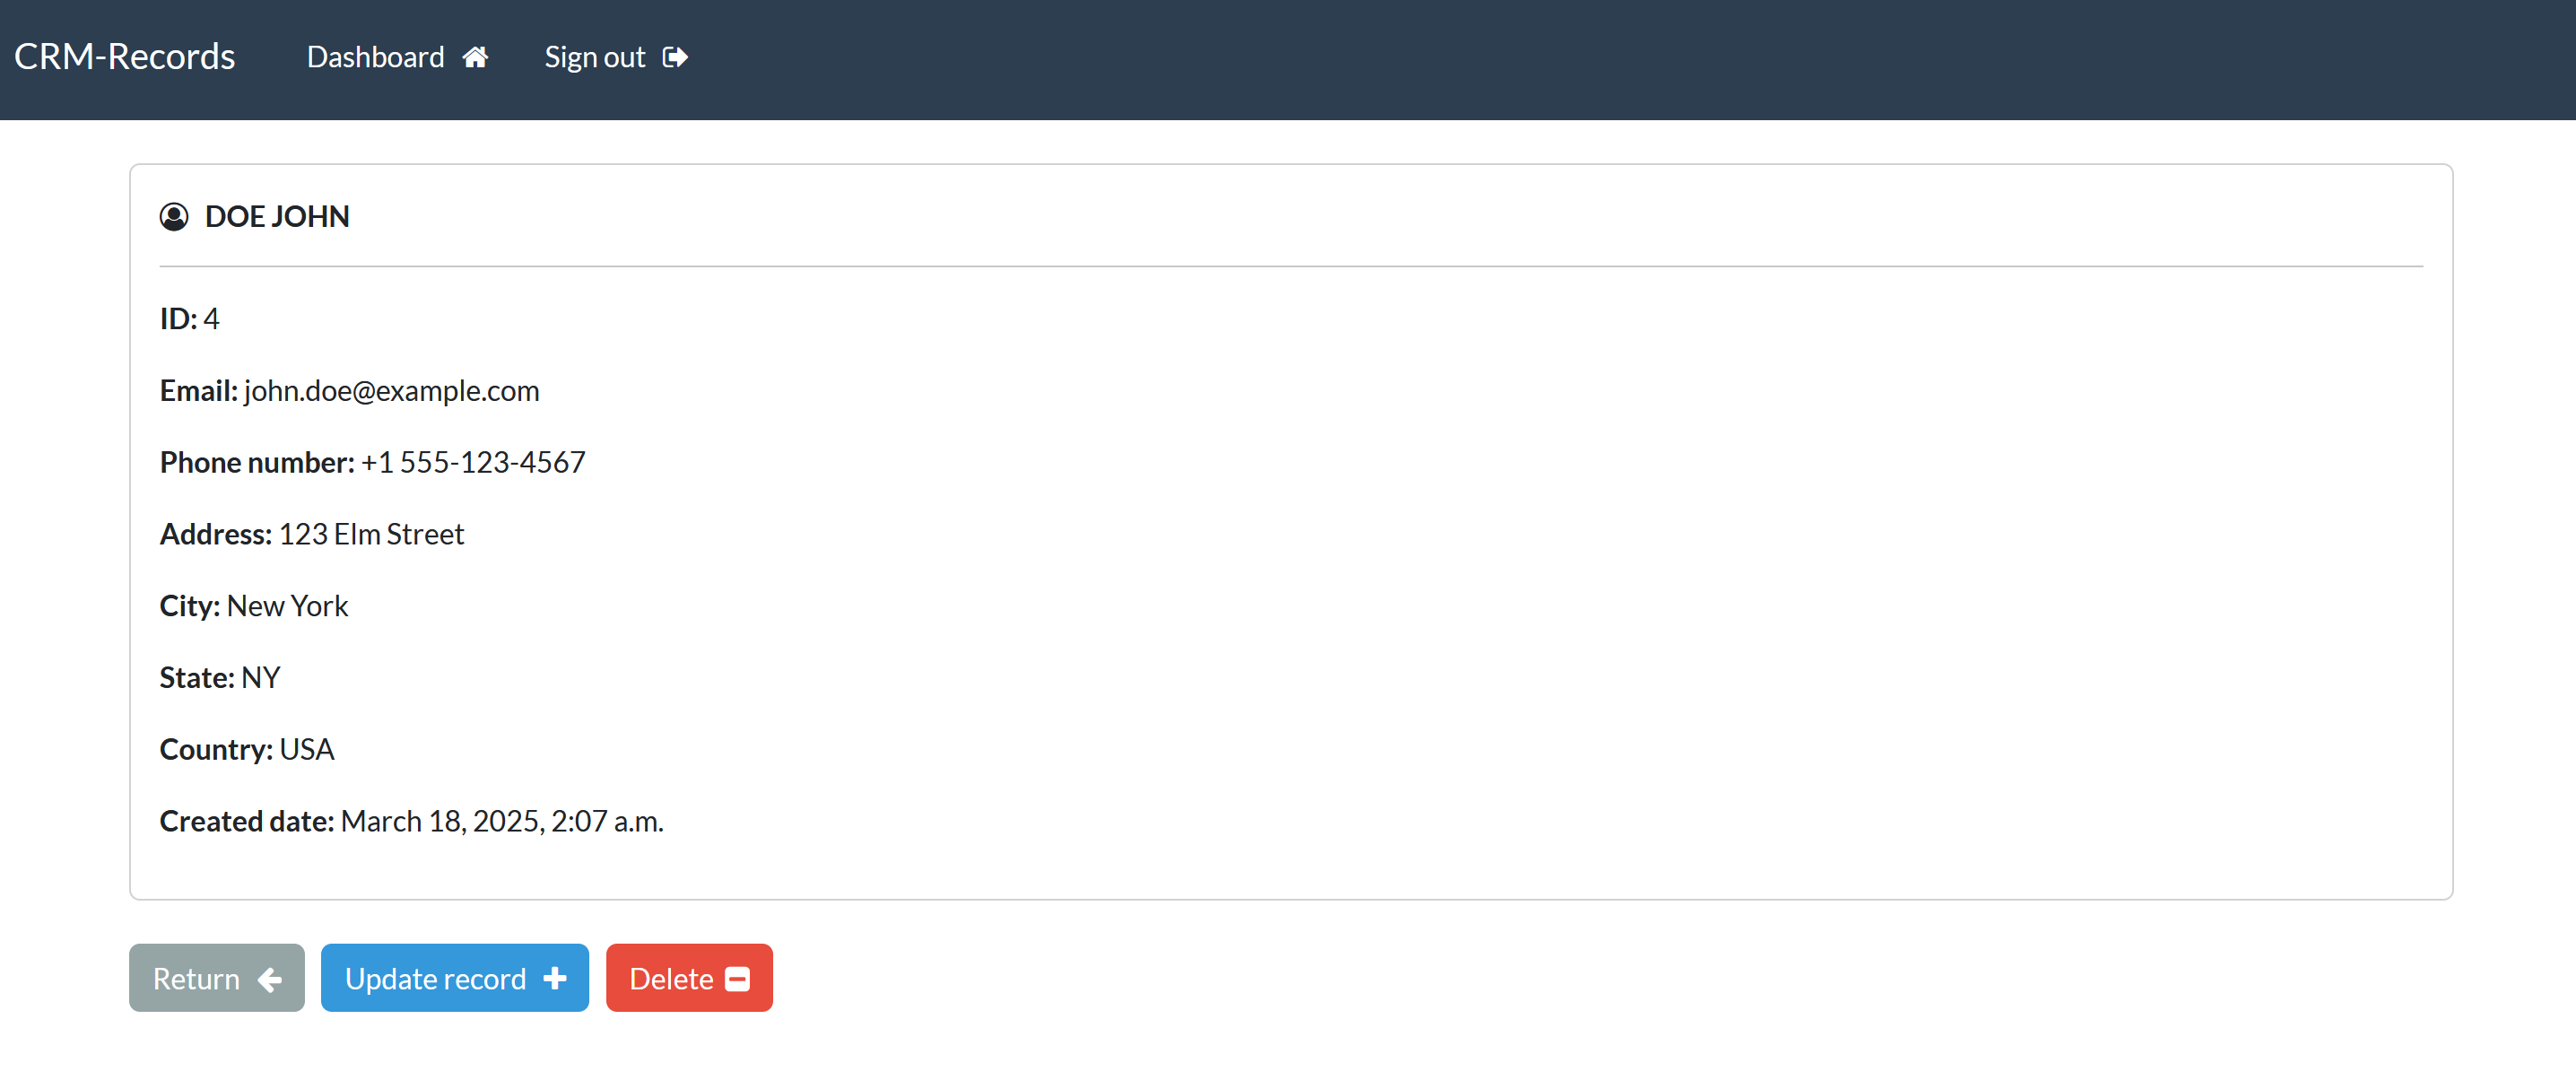 CRM-Records Dashboard Sign out
DOE JOHN
ID: 4
Email: john.doe@example.com
Phone number: +1 555-123-4567
Address: 123 Elm Street
City: New York
State: NY
Country: USA
Created date: March 18, 2025, 2:07 a.m.
Return Update record Delete